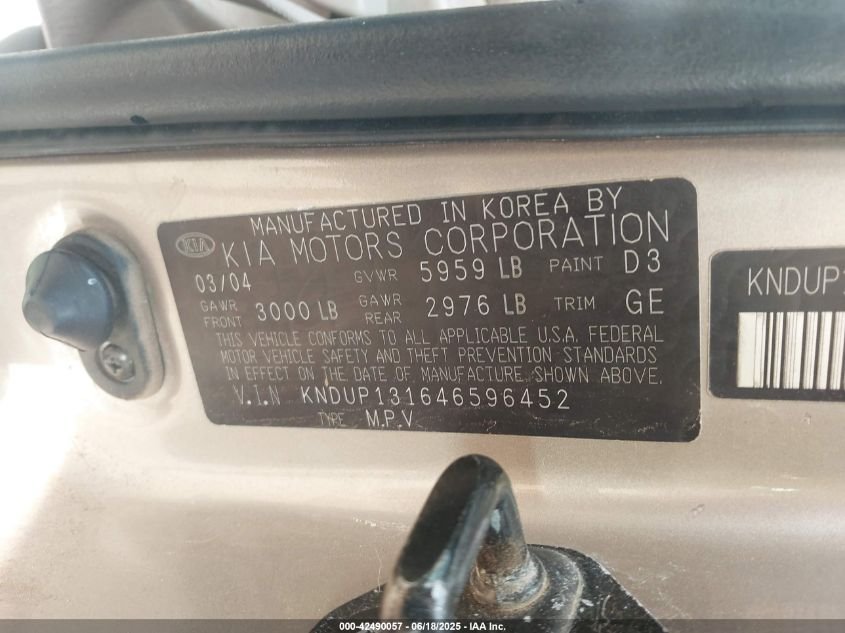 MANUFACTURED IN KOREA BY
KIA KIA MOTORS CORPORATION
03/04 GVWR 5959 LB PAINT D3
GAWR FRONT 3000 LB GAWR REAR 2976 LB TRIM GE
THIS VEHICLE CONFORMS TO ALL APPLICABLE U.S.A. FEDERAL
MOTOR VEHICLE SAFETY AND THEFT PREVENTION STANDARDS
IN EFFECT ON THE DATE OF MANUFACTURE SHOWN ABOVE.
V.I.N KNDUP131646596452
TYPE M.P.V
KNDUP1
000-42490057 - 06/18/2025 - IAA Inc.